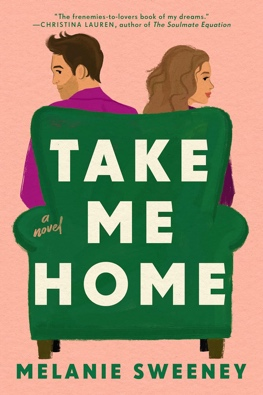 "The frenemies-to-lovers book of my dreams."
—CHRISTINA LAUREN, author of The Soulmate Equation
TAKE
ME
a novel
HOME
MELANIE SWEENEY